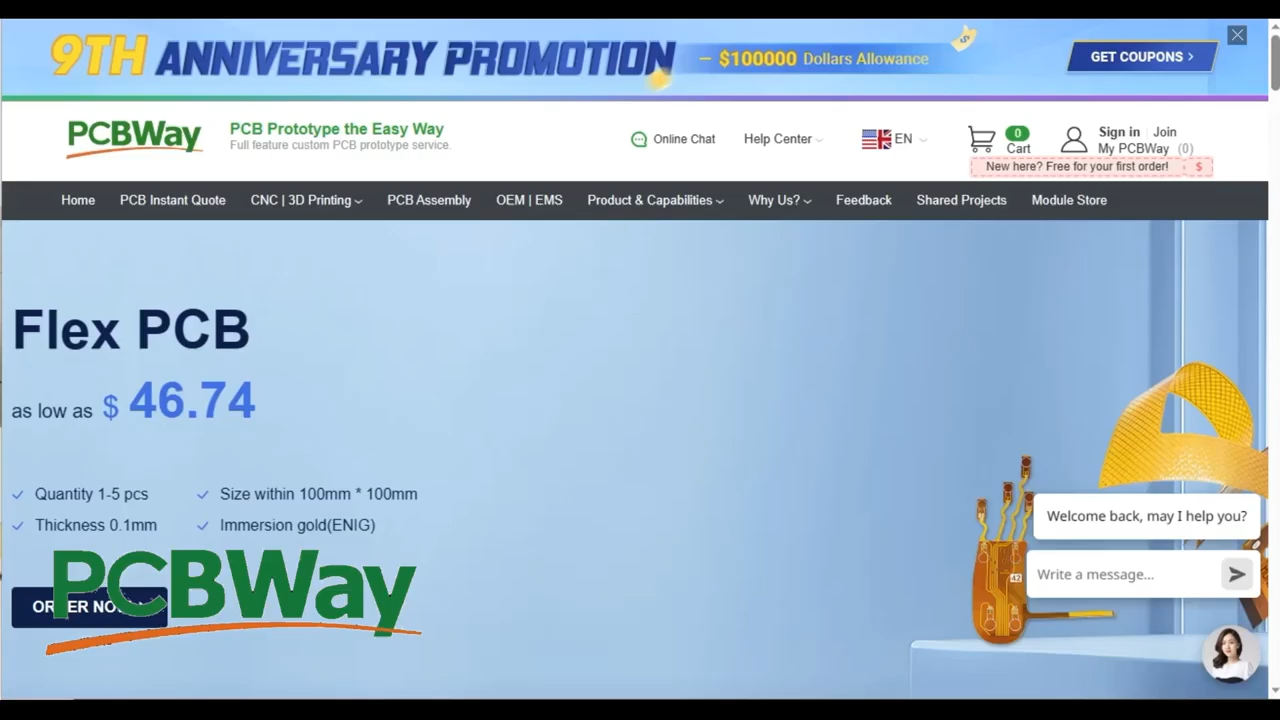 9TH ANNIVERSARY PROMOTION – $100000 Dollars Allowance GET COUPONS >
PCBWay
PCB Prototype the Easy Way
Full feature custom PCB prototype service.
Online Chat Help Center EN 0 Cart Sign in Join
My PCBWay (0)
New here? Free for your first order! $
Home PCB Instant Quote CNC | 3D Printing PCB Assembly OEM | EMS Product & Capabilities Why Us? Feedback Shared Projects Module Store
Flex PCB
as low as $ 46.74
Quantity 1-5 pcs Size within 100mm * 100mm
Thickness 0.1mm Immersion gold(ENIG)
PCBWay
42
Welcome back, may I help you?
Write a message...